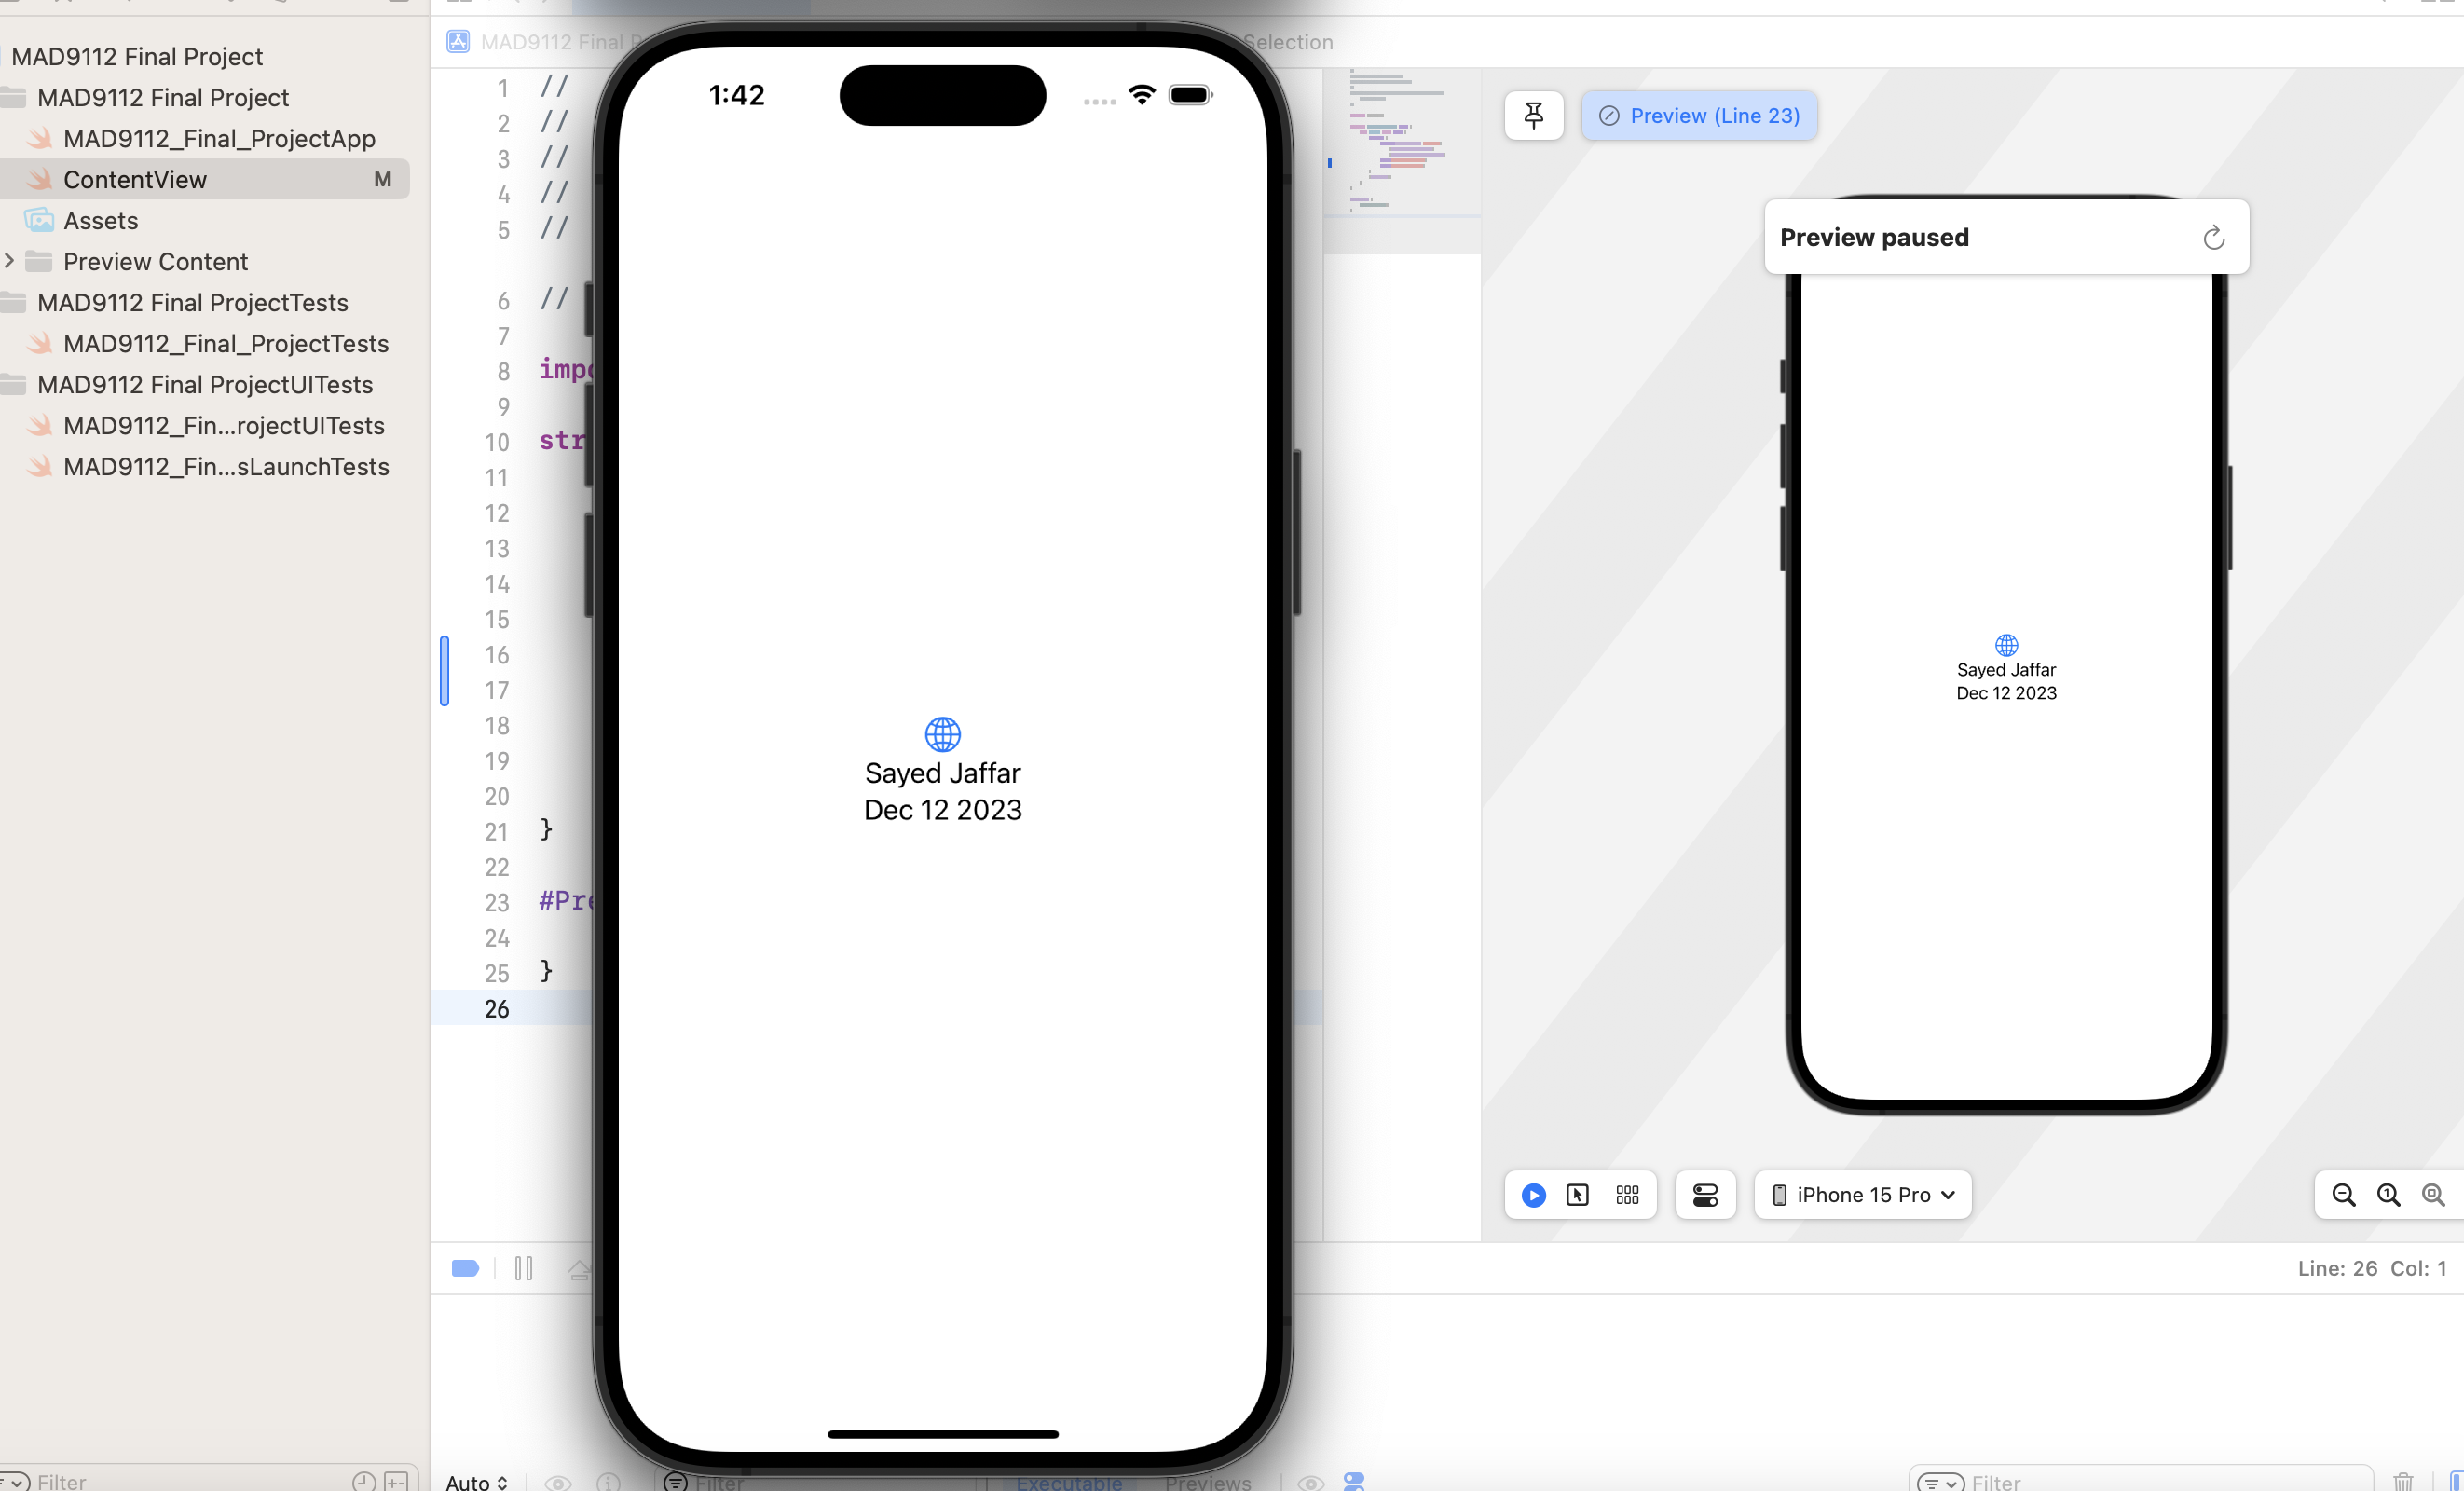 MAD9112 Final Project
MAD9112 Final Project
MAD9112_Final_ProjectApp
ContentView M
Assets
Preview Content
MAD9112 Final ProjectTests
MAD9112_Final_ProjectTests
MAD9112 Final ProjectUITests
MAD9112_Fin...rojectUITests
MAD9112_Fin...sLaunchTests
Filter
MAD9112 Final
Selection
1 //
2 //
3 //
4 //
5 //
6 //
7
8 impo
9
10 str
11
12
13
14
15
16
17
18
19
20
21 }
22
23 #Pre
24
25 }
26
1:42
Sayed Jaffar
Dec 12 2023
Preview (Line 23)
Preview paused
Sayed Jaffar
Dec 12 2023
iPhone 15 Pro
Line: 26 Col: 1
Auto
Filter
Executable
Previews
Filter